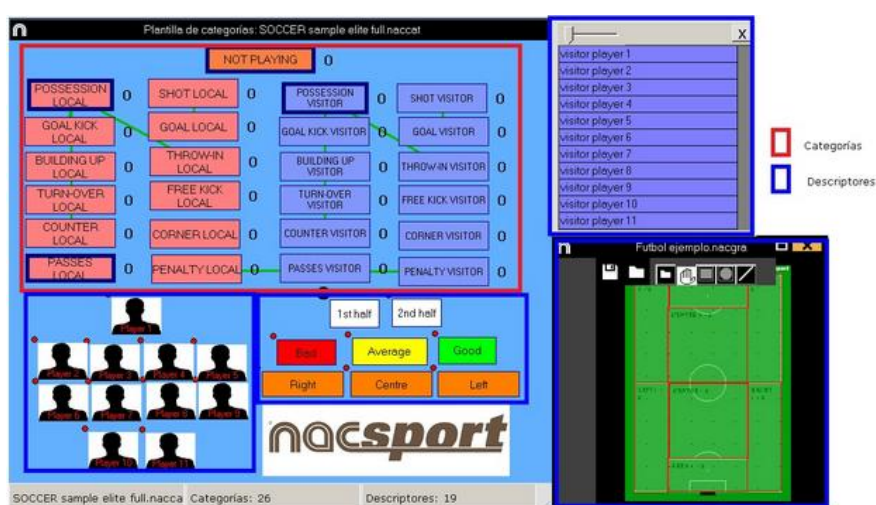 Plantilla de categorías: SOCCER sample elite full.naccat
NOT PLAYING 0
POSSESSION LOCAL 0
SHOT LOCAL 0
POSSESSION VISITOR 0
SHOT VISITOR 0
GOAL KICK LOCAL 0
GOAL LOCAL 0
GOAL KICK VISITOR 0
GOAL VISITOR 0
BUILDING UP LOCAL 0
THROW-IN LOCAL 0
BUILDING UP VISITOR 0
THROW-IN VISITOR 0
TURN-OVER LOCAL 0
FREE KICK LOCAL 0
TURN-OVER VISITOR 0
FREE KICK VISITOR 0
COUNTER LOCAL 0
CORNER LOCAL 0
COUNTER VISITOR 0
CORNER VISITOR 0
PASSES LOCAL 0
PENALTY LOCAL 0
PASSES VISITOR 0
PENALTY VISITOR 0
Player 1
Player 2
Player 3
Player 4
Player 5
Player 6
Player 7
Player 8
Player 9
Player 10
Player 11
1st half
2nd half
Bad
Average
Good
Right
Centre
Left
nacsport
SOCCER sample elite full.nacca
Categorías: 26
Descriptores: 19
X
visitor player 1
visitor player 2
visitor player 3
visitor player 4
visitor player 5
visitor player 6
visitor player 7
visitor player 8
visitor player 9
visitor player 10
visitor player 11
Categorías
Descriptores
Futbol ejemplo.nacgra